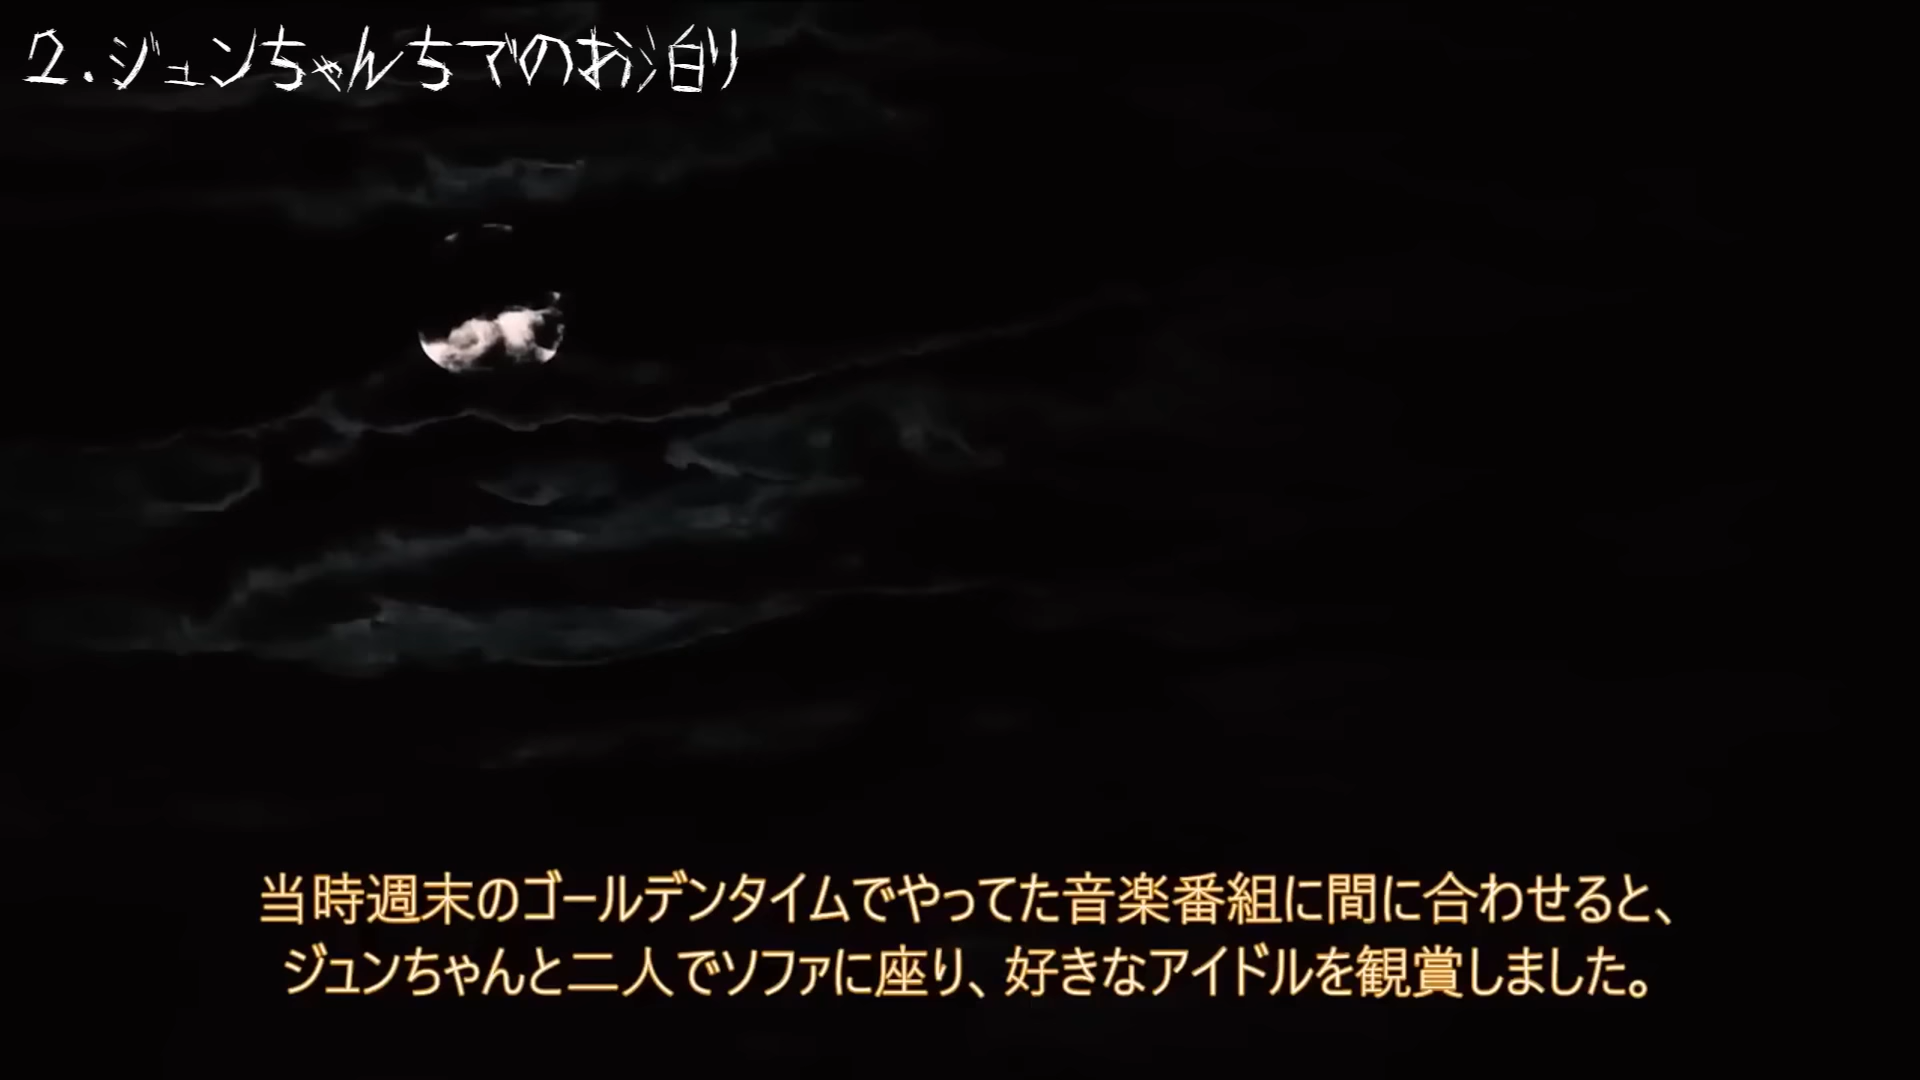 2.ジュンちゃんちでのお泊り
当時週末のゴールデンタイムでやってた音楽番組に間に合わせると、
ジュンちゃんと二人でソファに座り、好きなアイドルを観賞しました。